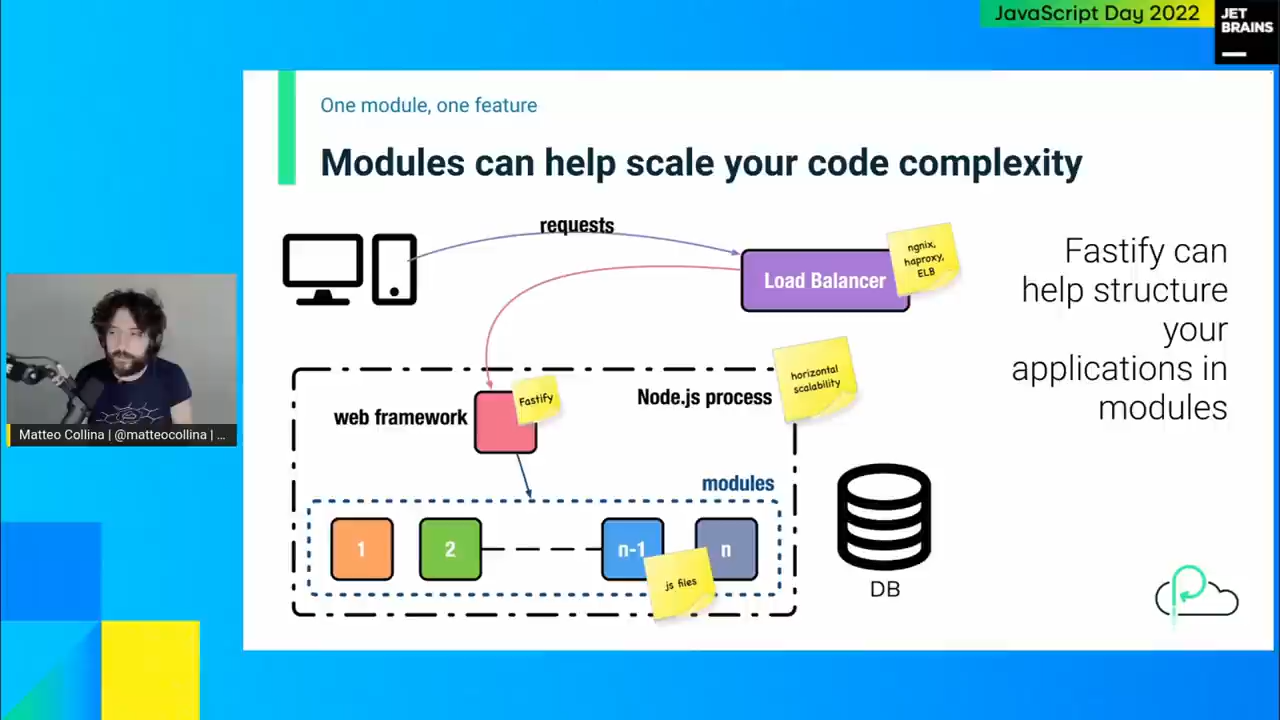 JavaScript Day 2022
JET
BRAINS
One module, one feature
Modules can help scale your code complexity
requests
Load Balancer
ngnix,
haproxy,
ELB
Fastify can
help structure
your
applications in
modules
horizontal
scalability
Node.js process
web framework
Fastify
modules
1
2
n-1
n
js files
DB
Matteo Collina | @matteocollina | ...